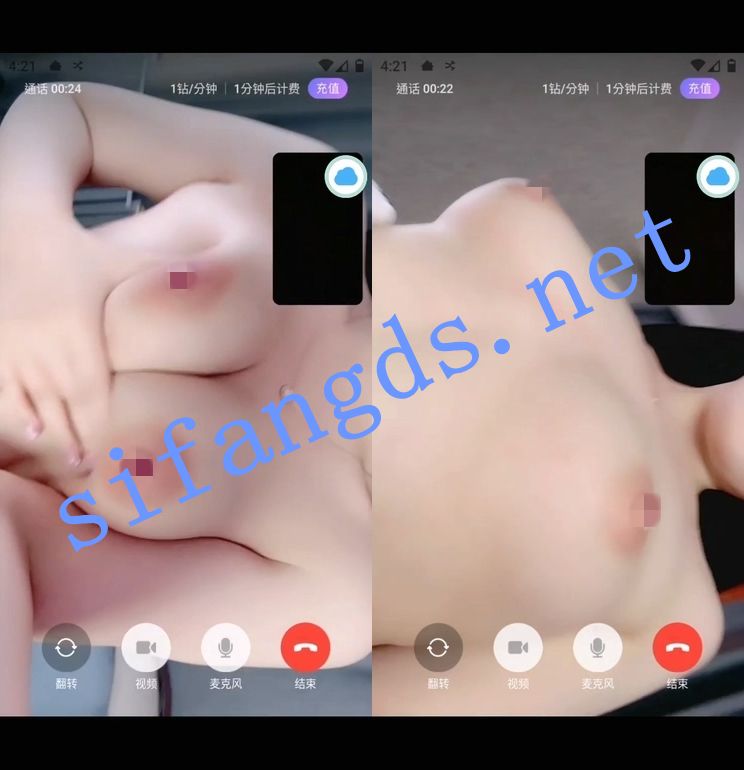 4:21
通话 00:24 1钻/分钟 1分钟后计费 充值
翻转 视频 麦克风 结束
4:21
通话 00:22 1钻/分钟 1分钟后计费 充值
翻转 视频 麦克风 结束
sifangds.net